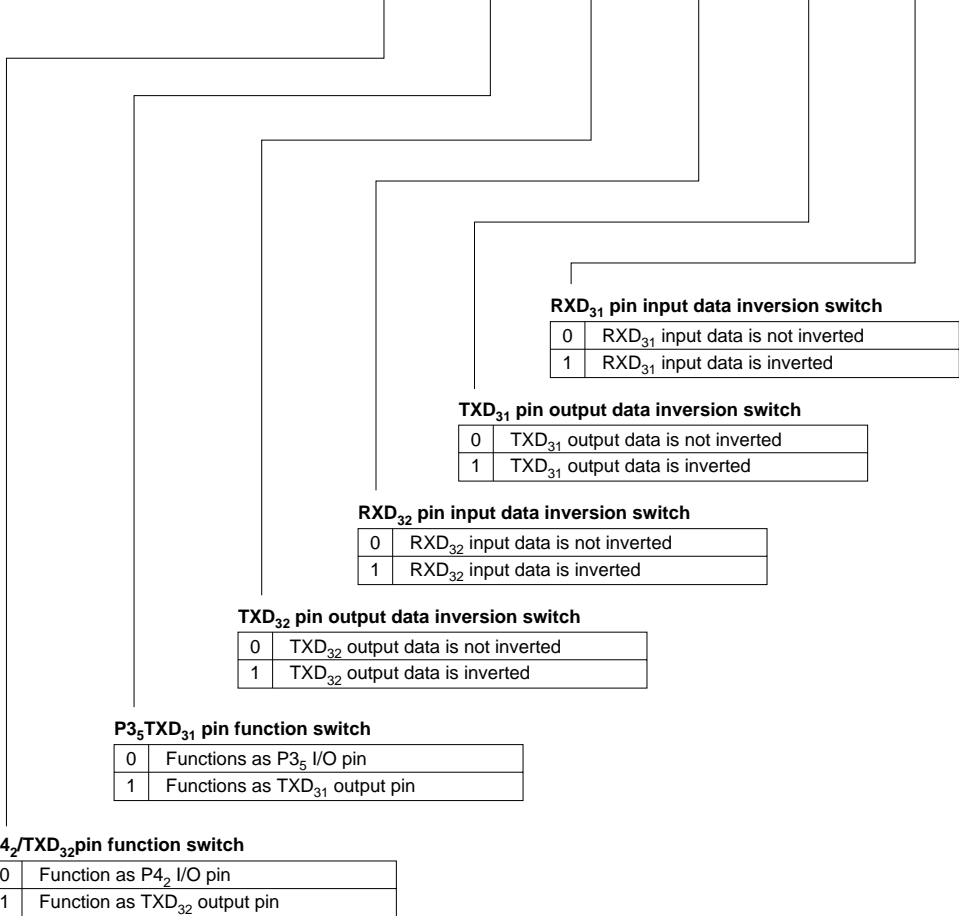 RXD₃₁ pin input data inversion switch
0 RXD₃₁ input data is not inverted
1 RXD₃₁ input data is inverted
TXD₃₁ pin output data inversion switch
0 TXD₃₁ output data is not inverted
1 TXD₃₁ output data is inverted
RXD₃₂ pin input data inversion switch
0 RXD₃₂ input data is not inverted
1 RXD₃₂ input data is inverted
TXD₃₂ pin output data inversion switch
0 TXD₃₂ output data is not inverted
1 TXD₃₂ output data is inverted
P3₅TXD₃₁ pin function switch
0 Functions as P3₅ I/O pin
1 Functions as TXD₃₁ output pin
4₂/TXD₃₂pin function switch
0 Function as P4₂ I/O pin
1 Function as TXD₃₂ output pin